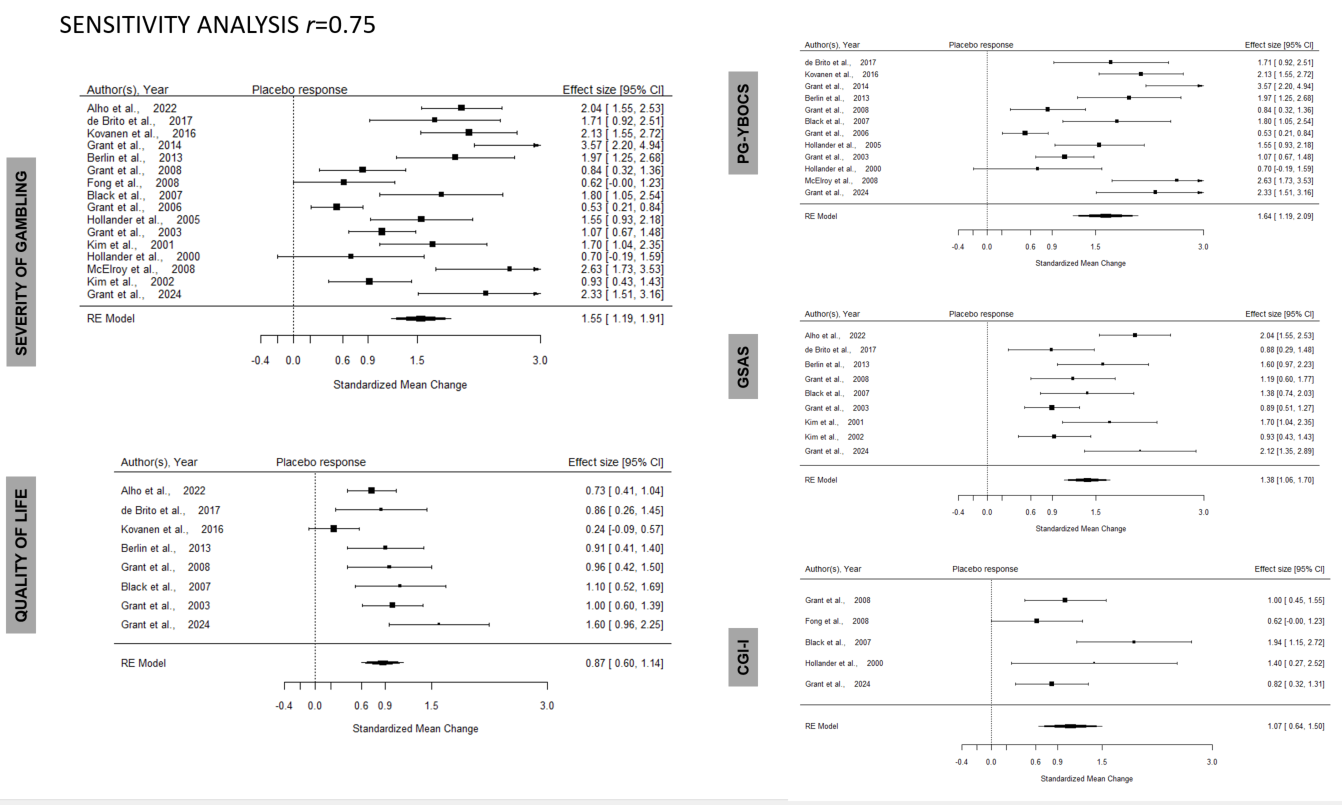 SENSITIVITY ANALYSIS r=0.75
SEVERITY OF GAMBLING
Author(s), Year Placebo response Effect size [95% CI]
Alho et al., 2022 2.04 [ 1.55, 2.53]
de Brito et al., 2017 1.71 [ 0.92, 2.51]
Kovanen et al., 2016 2.13 [ 1.55, 2.72]
Grant et al., 2014 3.57 [ 2.20, 4.94]
Berlin et al., 2013 1.97 [ 1.25, 2.68]
Grant et al., 2008 0.84 [ 0.32, 1.36]
Fong et al., 2008 0.62 [-0.00, 1.23]
Black et al., 2007 1.80 [ 1.05, 2.54]
Grant et al., 2006 0.53 [ 0.21, 0.84]
Hollander et al., 2005 1.55 [ 0.93, 2.18]
Grant et al., 2003 1.07 [ 0.67, 1.48]
Kim et al., 2001 1.70 [ 1.04, 2.35]
Hollander et al., 2000 0.70 [-0.19, 1.59]
McElroy et al., 2008 2.63 [ 1.73, 3.53]
Kim et al., 2002 0.93 [ 0.43, 1.43]
Grant et al., 2024 2.33 [ 1.51, 3.16]
RE Model 1.55 [ 1.19, 1.91]
-0.4 0.0 0.6 0.9 1.5 3.0
Standardized Mean Change
QUALITY OF LIFE
Author(s), Year Placebo response Effect size [95% CI]
Alho et al., 2022 0.73 [ 0.41, 1.04]
de Brito et al., 2017 0.86 [ 0.26, 1.45]
Kovanen et al., 2016 0.24 [-0.09, 0.57]
Berlin et al., 2013 0.91 [ 0.41, 1.40]
Grant et al., 2008 0.96 [ 0.42, 1.50]
Black et al., 2007 1.10 [ 0.52, 1.69]
Grant et al., 2003 1.00 [ 0.60, 1.39]
Grant et al., 2024 1.60 [ 0.96, 2.25]
RE Model 0.87 [ 0.60, 1.14]
-0.4 0.0 0.6 0.9 1.5 3.0
Standardized Mean Change
PG-YBOCS
Author(s), Year Placebo response Effect size [95% CI]
de Brito et al., 2017 1.71 [ 0.92, 2.51]
Kovanen et al., 2016 2.13 [ 1.55, 2.72]
Grant et al., 2014 3.57 [ 2.20, 4.94]
Berlin et al., 2013 1.97 [ 1.25, 2.68]
Grant et al., 2008 0.84 [ 0.32, 1.36]
Black et al., 2007 1.80 [ 1.05, 2.54]
Grant et al., 2006 0.53 [ 0.21, 0.84]
Hollander et al., 2005 1.55 [ 0.93, 2.18]
Grant et al., 2003 1.07 [ 0.67, 1.48]
Hollander et al., 2000 0.70 [-0.19, 1.59]
McElroy et al., 2008 2.63 [ 1.73, 3.53]
Grant et al., 2024 2.33 [ 1.51, 3.16]
RE Model 1.64 [ 1.19, 2.09]
-0.4 0.0 0.6 0.9 1.5 3.0
Standardized Mean Change
GSAS
Author(s), Year Placebo response Effect size [95% CI]
Alho et al., 2022 2.04 [1.55, 2.53]
de Brito et al., 2017 0.88 [0.29, 1.48]
Berlin et al., 2013 1.60 [0.97, 2.23]
Grant et al., 2008 1.19 [0.60, 1.77]
Black et al., 2007 1.38 [0.74, 2.03]
Grant et al., 2003 0.89 [0.51, 1.27]
Kim et al., 2001 1.70 [1.04, 2.35]
Kim et al., 2002 0.93 [0.43, 1.43]
Grant et al., 2024 2.12 [1.35, 2.89]
RE Model 1.38 [1.06, 1.70]
-0.4 0.0 0.6 0.9 1.5 3.0
Standardized Mean Change
CGI-I
Author(s), Year Placebo response Effect size [95% CI]
Grant et al., 2008 1.00 [ 0.45, 1.55]
Fong et al., 2008 0.62 [-0.00, 1.23]
Black et al., 2007 1.94 [ 1.15, 2.72]
Hollander et al., 2000 1.40 [ 0.27, 2.52]
Grant et al., 2024 0.82 [ 0.32, 1.31]
RE Model 1.07 [ 0.64, 1.50]
-0.4 0.0 0.6 0.9 1.5 3.0
Standardized Mean Change